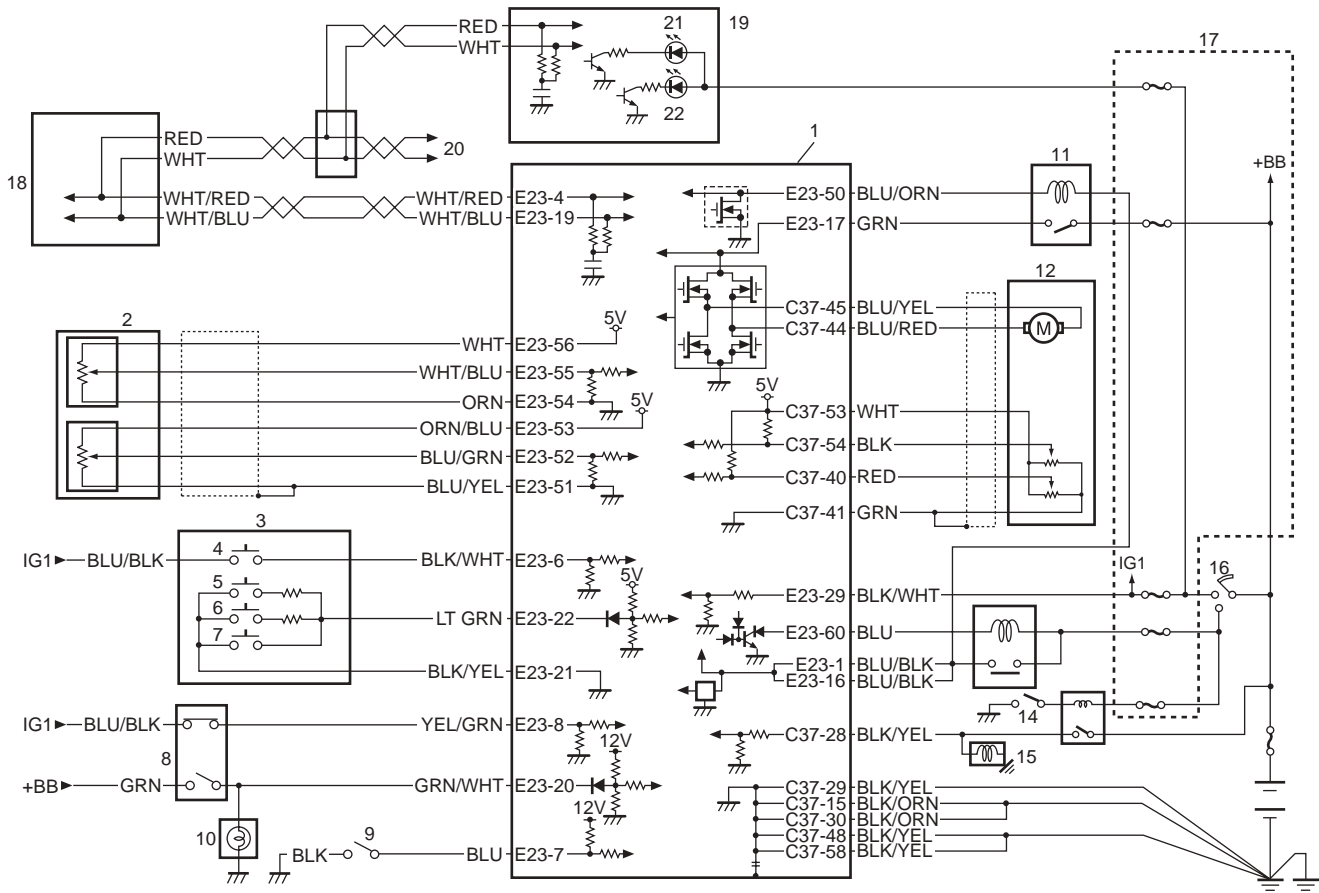 RED
WHT
21
19
22
17
18
RED
WHT
20
WHT/RED
WHT/BLU
WHT/RED E23-4
WHT/BLU E23-19
1
E23-50 BLU/ORN
E23-17 GRN
11
+BB
12
C37-45 BLU/YEL
C37-44 BLU/RED
M
2
5V
WHT E23-56
WHT/BLU E23-55
ORN E23-54
5V
ORN/BLU E23-53
BLU/GRN E23-52
BLU/YEL E23-51
5V
C37-53 WHT
C37-54 BLK
C37-40 RED
C37-41 GRN
3
IG1 BLU/BLK
4
BLK/WHT E23-6
5
6
7
5V
LT GRN E23-22
BLK/YEL E23-21
IG1
16
E23-29 BLK/WHT
E23-60 BLU
E23-1 BLU/BLK
E23-16 BLU/BLK
14
IG1 BLU/BLK
YEL/GRN E23-8
8
12V
+BB GRN
GRN/WHT E23-20
12V
10
9
BLK
BLU E23-7
C37-28 BLK/YEL
15
C37-29 BLK/YEL
C37-15 BLK/ORN
C37-30 BLK/ORN
C37-48 BLK/YEL
C37-58 BLK/YEL